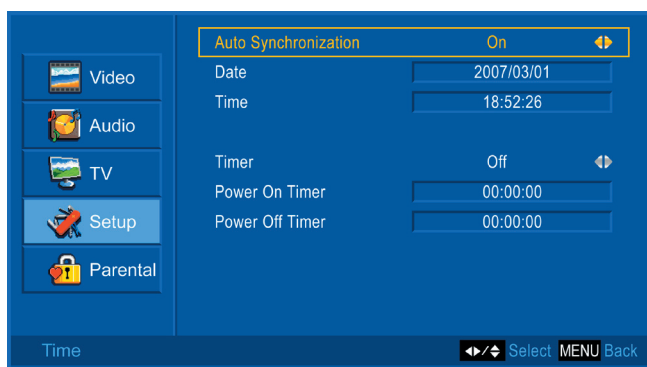 Video
Audio
TV
Setup
Parental
Auto Synchronization On
Date 2007/03/01
Time 18:52:26
Timer Off
Power On Timer 00:00:00
Power Off Timer 00:00:00
Time
Select MENU Back